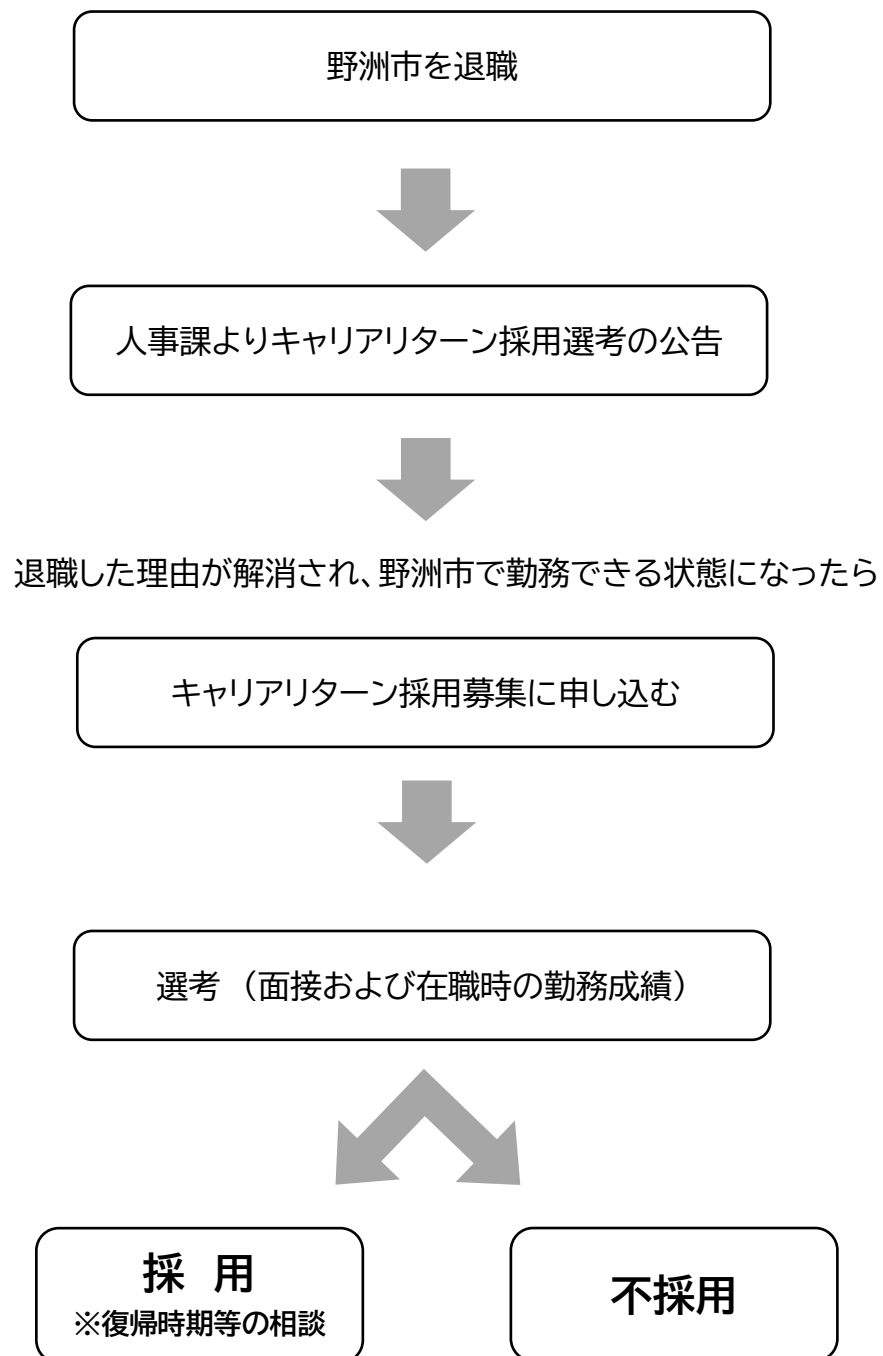 野洲市を退職
人事課よりキャリアリターン採用選考の公告
退職した理由が解消され、野洲市で勤務できる状態になったら
キャリアリターン採用募集に申し込む
選考 （面接および在職時の勤務成績）
採 用
※復帰時期等の相談
不採用